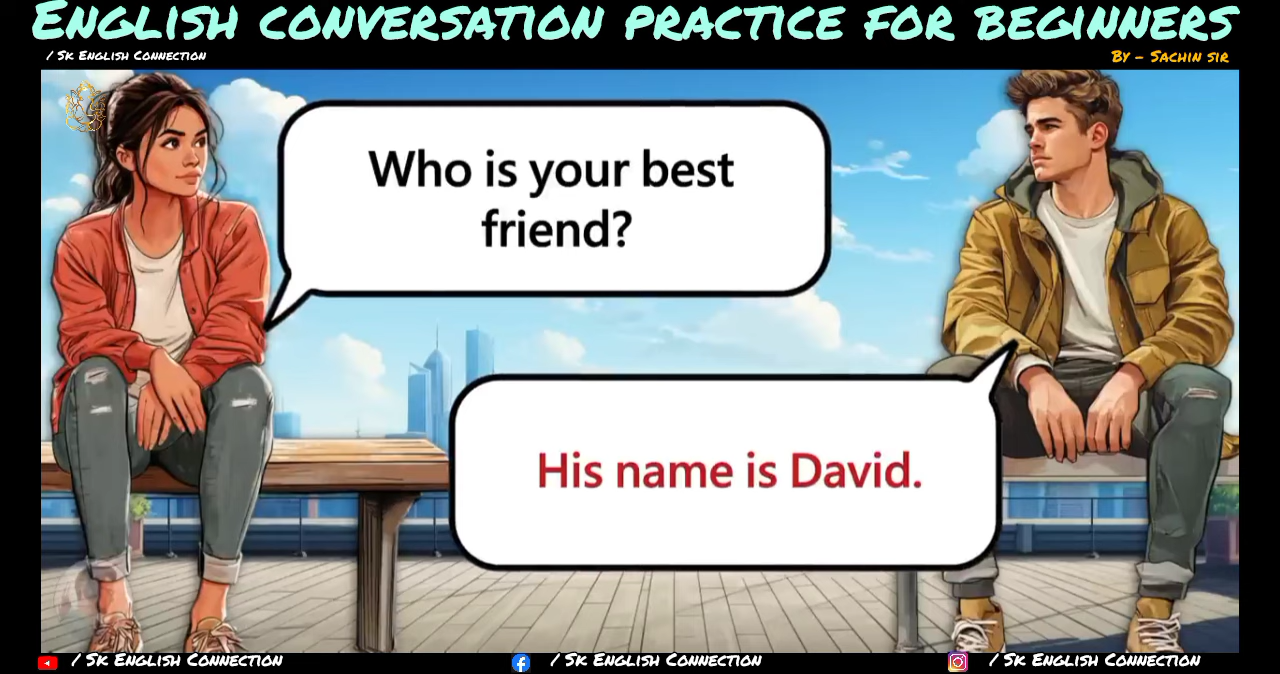 English conversation practice for beginners
/ Sk English Connection
By - Sachin sir
Who is your best
friend?
His name is David.
/ Sk English Connection
/ Sk English Connection
/ Sk English Connection